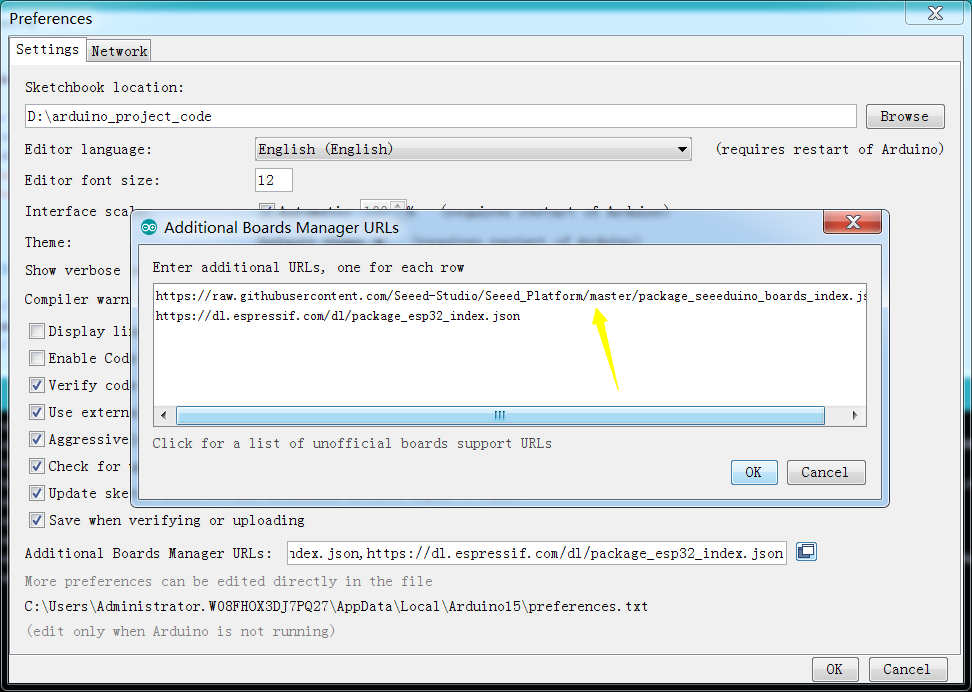 Preferences
Settings Network
Sketchbook location:
D:\arduino_project_code Browse
Editor language: English (English) (requires restart of Arduino)
Editor font size: 12
Interface scal
Additional Boards Manager URLs
Theme:
Enter additional URLs, one for each row
Show verbose
https://raw.githubusercontent.com/Seeed-Studio/Seeed_Platform/master/package_seeeduino_boards_index.js
Compiler warn
https://dl.espressif.com/dl/package_esp32_index.json
Display li
Enable Cod
Verify cod
Use extern
Aggressive
Click for a list of unofficial boards support URLs
Check for
OK Cancel
Update ske
Save when verifying or uploading
Additional Boards Manager URLs: ndex.json,https://dl.espressif.com/dl/package_esp32_index.json
More preferences can be edited directly in the file
C:\Users\Administrator.W08FHOX3DJ7PQ27\AppData\Local\Arduino15\preferences.txt
(edit only when Arduino is not running)
OK Cancel